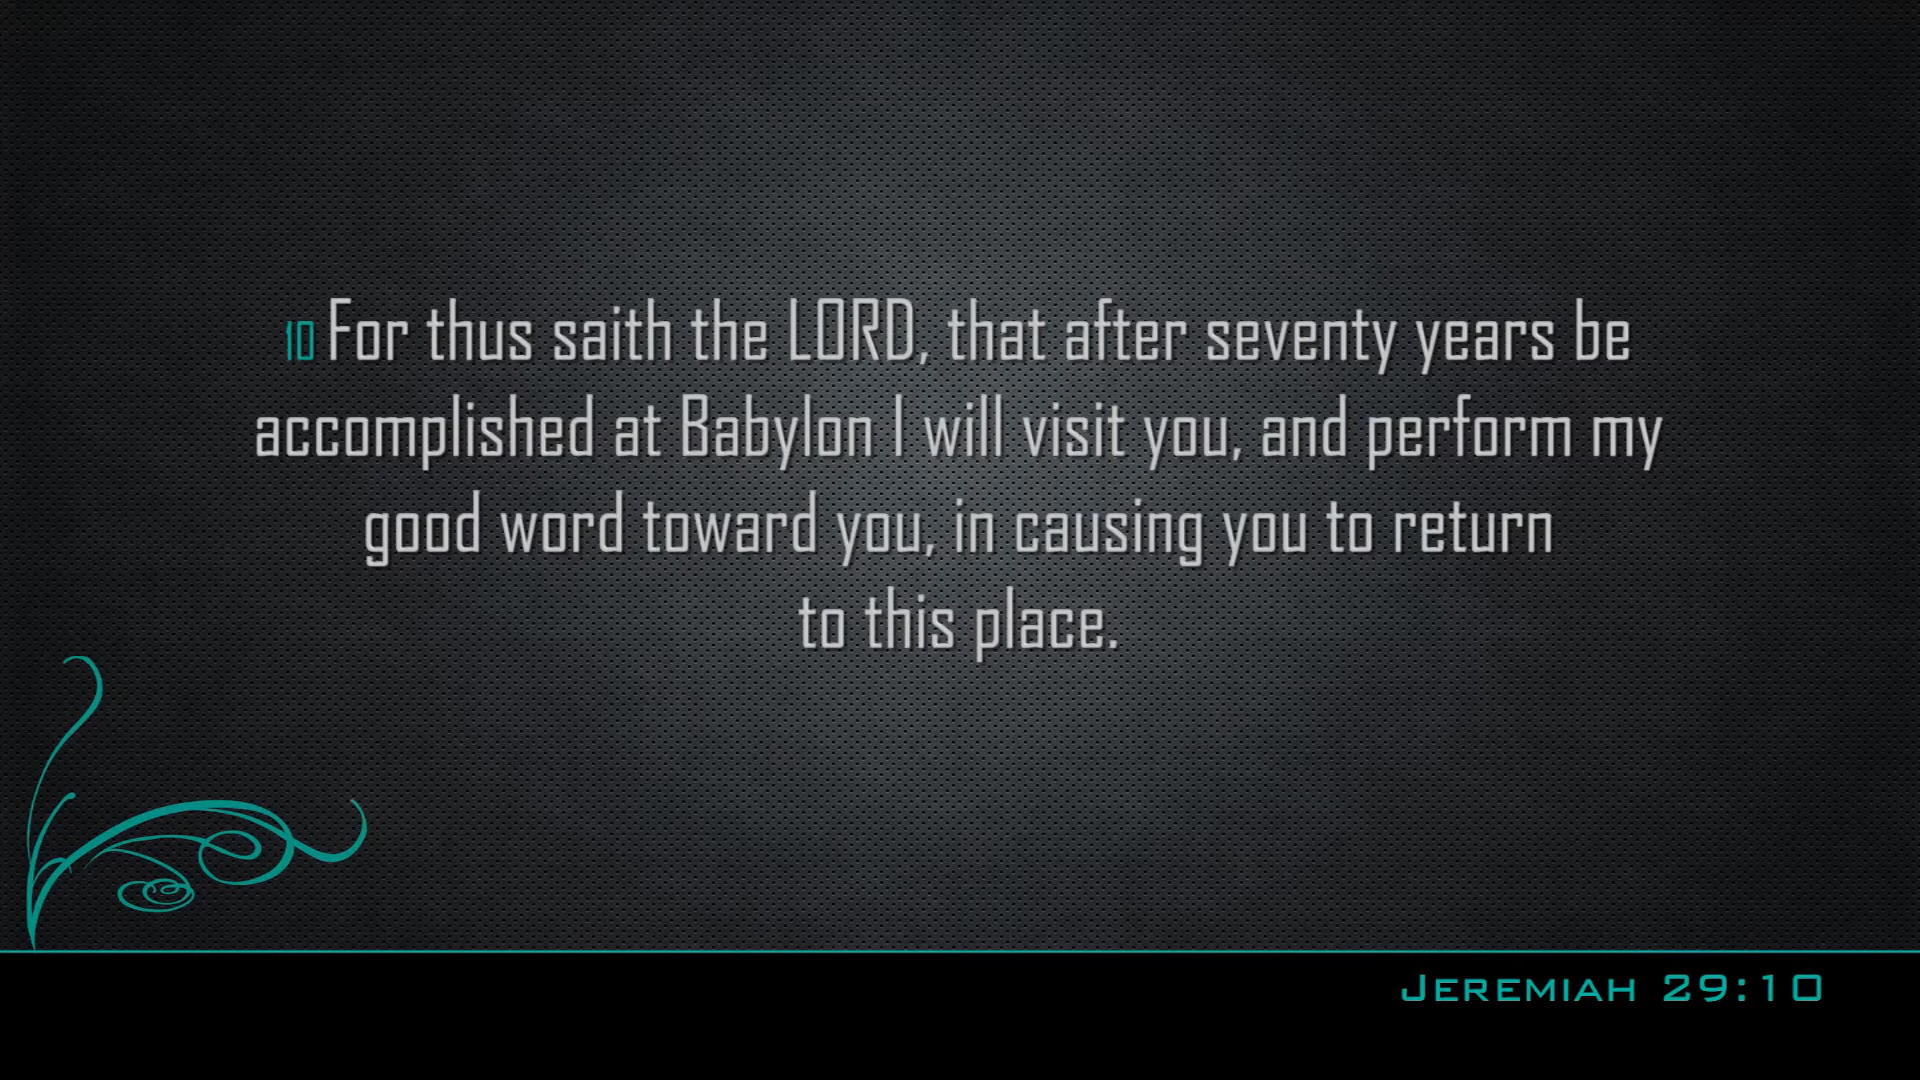 10 For thus saith the LORD, that after seventy years be
accomplished at Babylon I will visit you, and perform my
good word toward you, in causing you to return
to this place.
Jeremiah 29:10